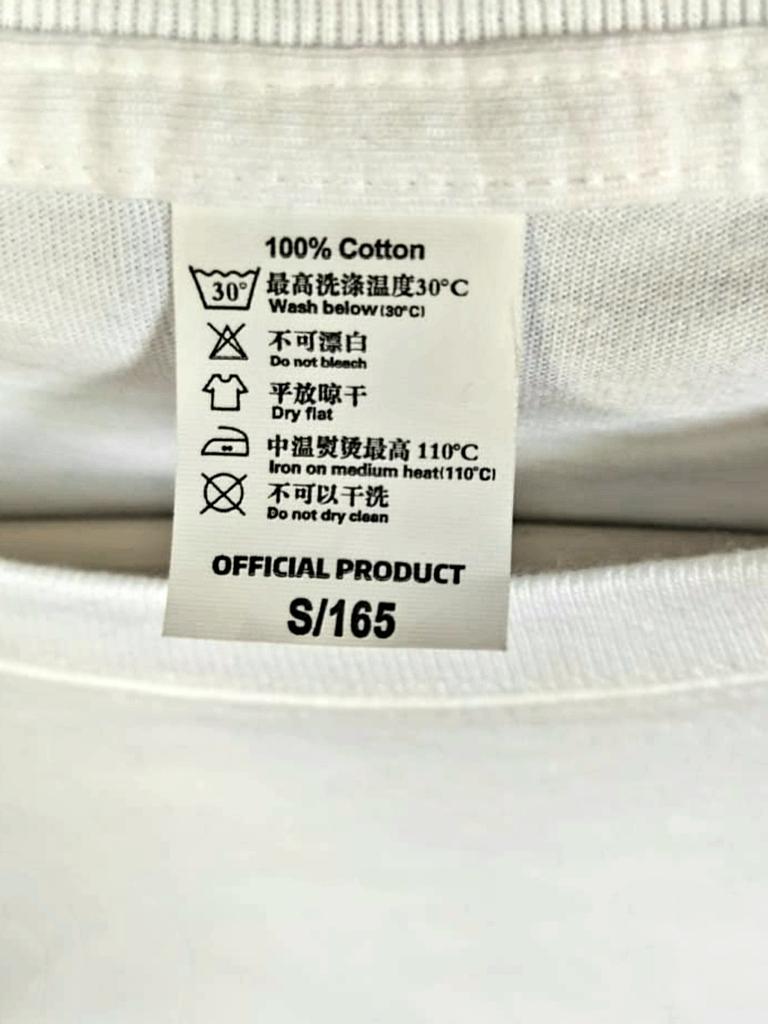 100% Cotton
30°
最高洗涤温度30°C
Wash below(30°C)
不可漂白
Do not bleach
平放晾干
Dry flat
中温熨烫最高 110°C
Iron on medium heat(110°C)
不可以干洗
Do not dry clean
OFFICIAL PRODUCT
S/165